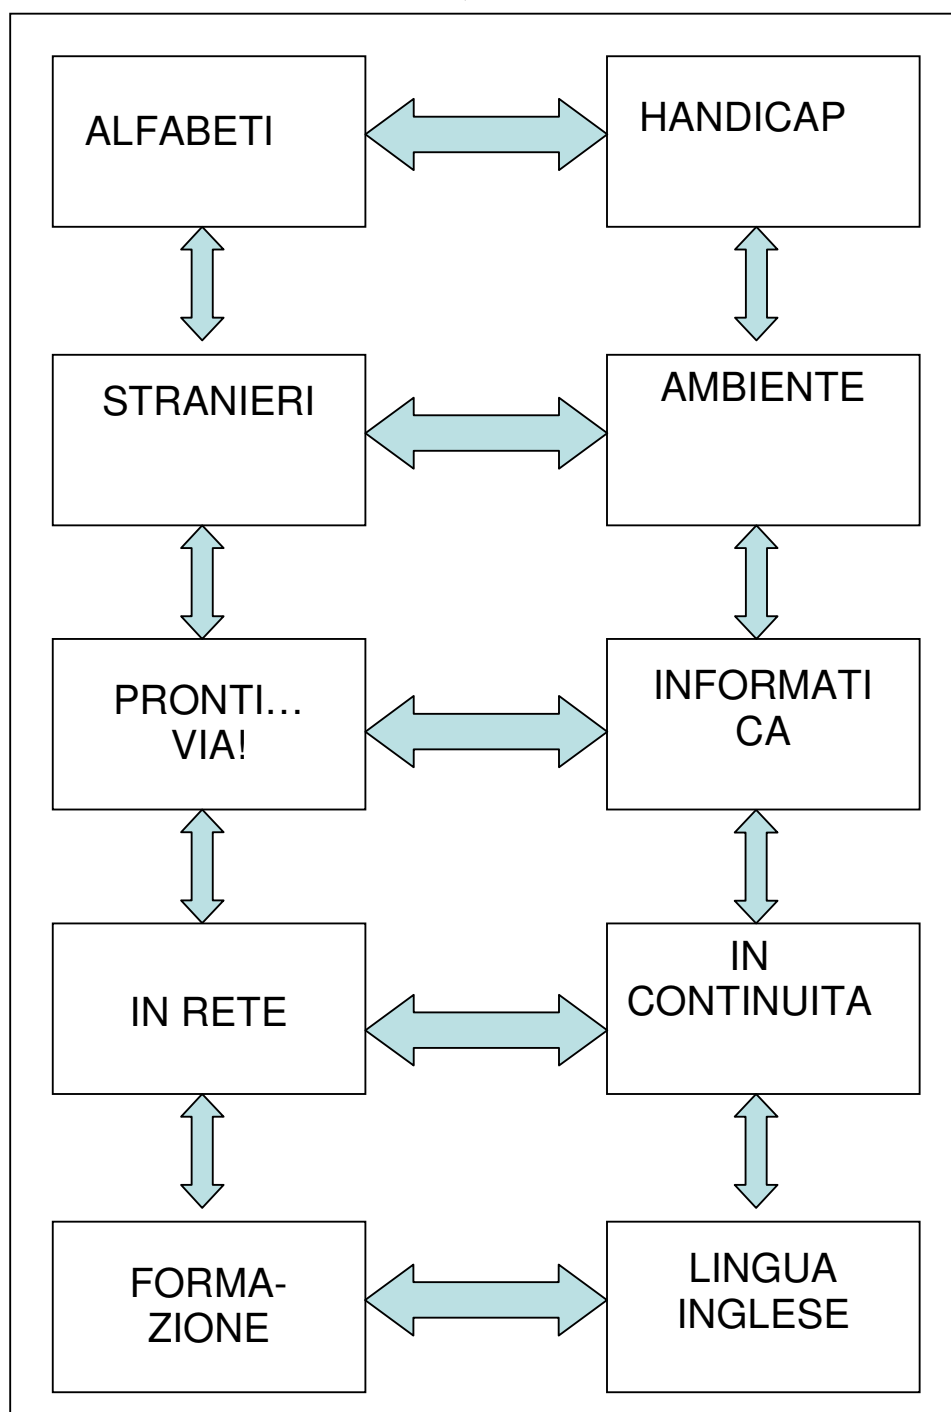 ALFABETI
HANDICAP
STRANIERI
AMBIENTE
PRONTI…
VIA!
INFORMATI
CA
IN RETE
IN
CONTINUITA
FORMA-
ZIONE
LINGUA
INGLESE